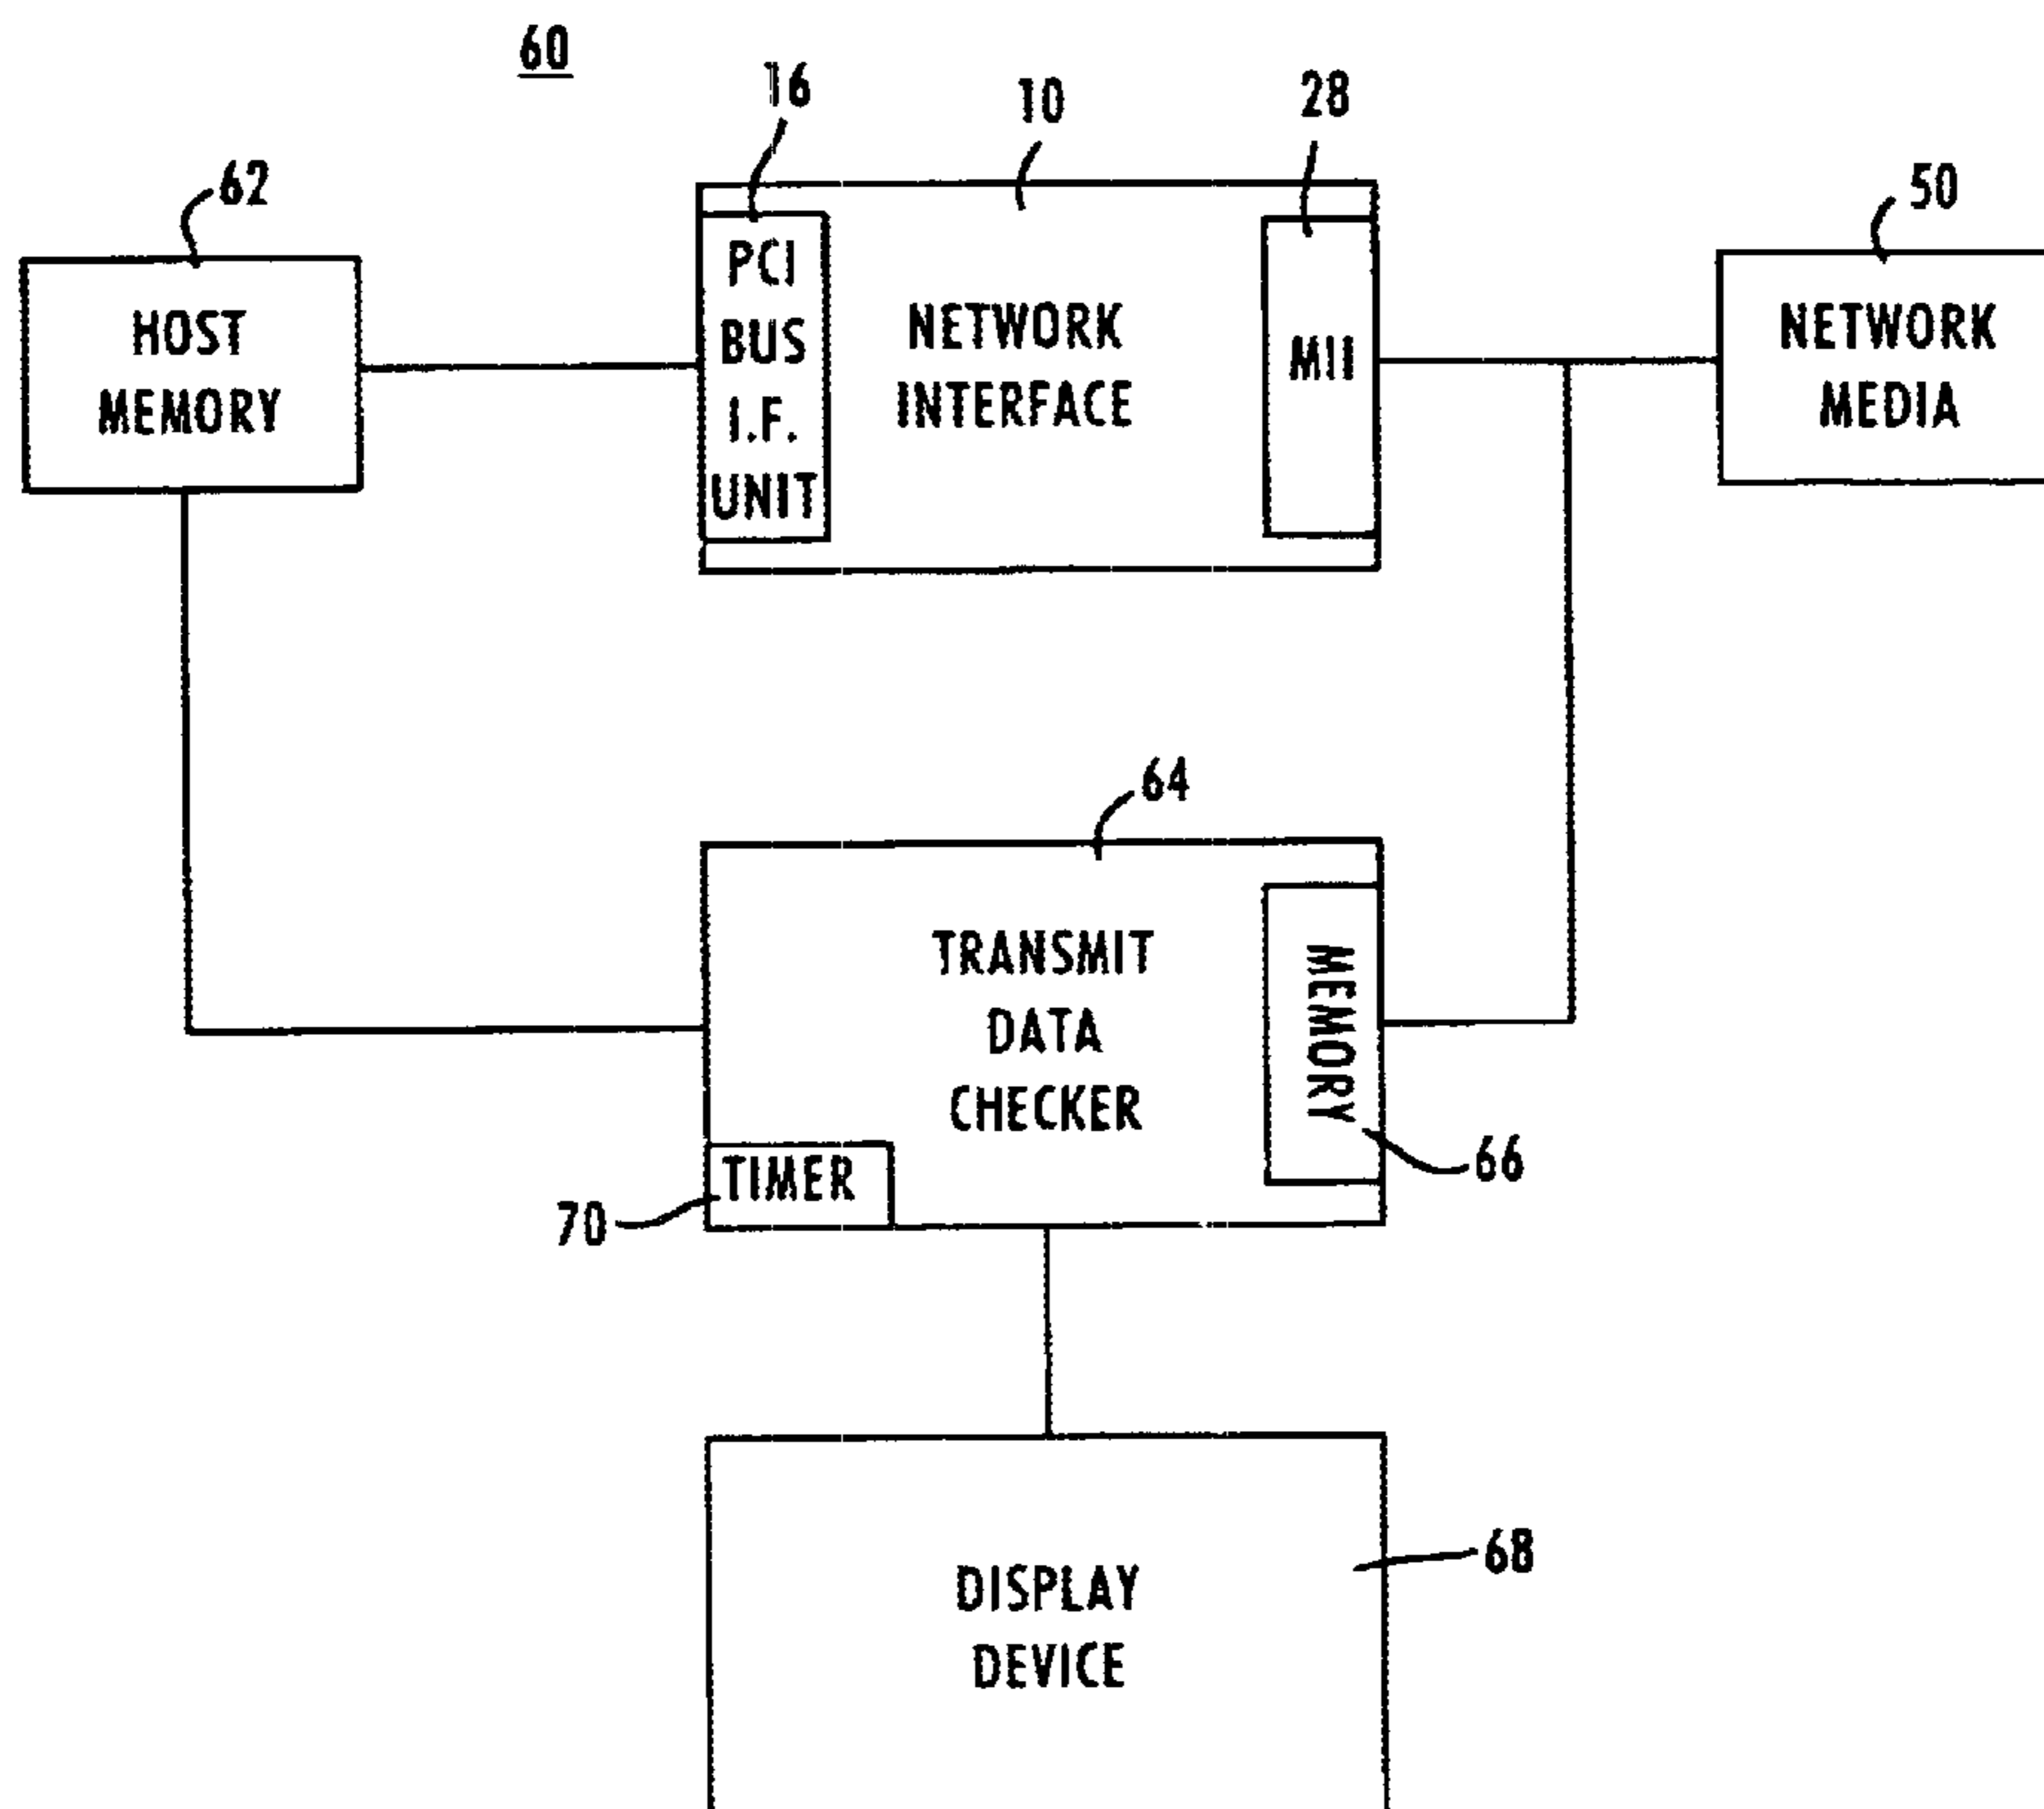 60
16
10
28
62
50
HOST
MEMORY
PCI
BUS
I.F.
UNIT
NETWORK
INTERFACE
MII
NETWORK
MEDIA
64
TRANSMIT
DATA
CHECKER
MEMORY
66
TIMER
70
DISPLAY
DEVICE
68